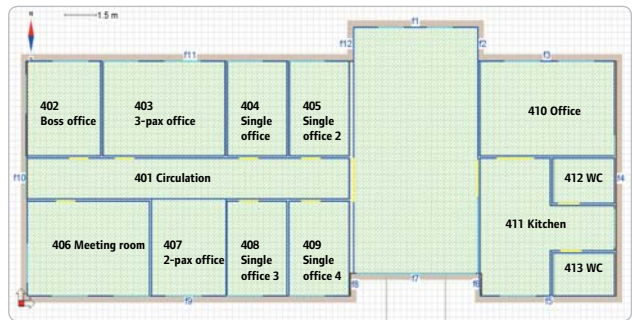 N
1.5 m
f1
f12
f2
f11
f3
402
Boss office
403
3-pax office
404
Single
office
405
Single
office 2
410 Office
f10
401 Circulation
412 WC
f4
411 Kitchen
406 Meeting room
407
2-pax office
408
Single
office 3
409
Single
office 4
413 WC
f8
f7
f6
f9
f5